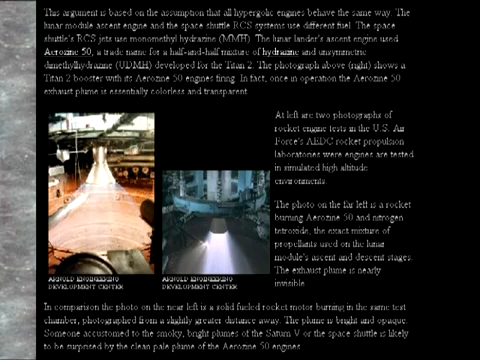 This argument is based on the assumption that all hypergolic engines behave the same way. The
lunar module ascent engine and the space shuttle RCS systems use different fuel. The space
shuttle's RCS jets use monomethyl hydrazine (MMH). The lunar lander's ascent engine used
Aerozine 50, a trade name for a half-and-half mixture of hydrazine and unsymetric
dimethylhydrazine (UDMH) developed for the Titan 2. The photograph above (right) shows a
Titan 2 booster with its Aerozine 50 engines firing. In fact, once in operation the Aerozine 50
exhaust plume is essentially colorless and transparent.
At left are two photographs of
rocket engine tests in the U.S. Air
Force's AEDC rocket propulsion
laboratories were engines are tested
in simulated high altitude
environments.
The photo on the far left is a rocket
burning Aerozine 50 and nitrogen
tetroxide, the exact mixture of
propellants used on the lunar
module's ascent and descent stages.
The exhaust plume is nearly
invisible.
ARNOLD ENGINEERING
DEVELOPMENT CENTER
ARNOLD ENGINEERING
DEVELOPMENT CENTER
In comparison the photo on the near left is a solid fueled rocket motor burning in the same test
chamber, photographed from a slightly greater distance away. The plume is bright and opaque.
Someone accustomed to the smoky, bright plumes of the Saturn V or the space shuttle is likely
to be surprised by the clean pale plume of the Aerozine 50 engines.